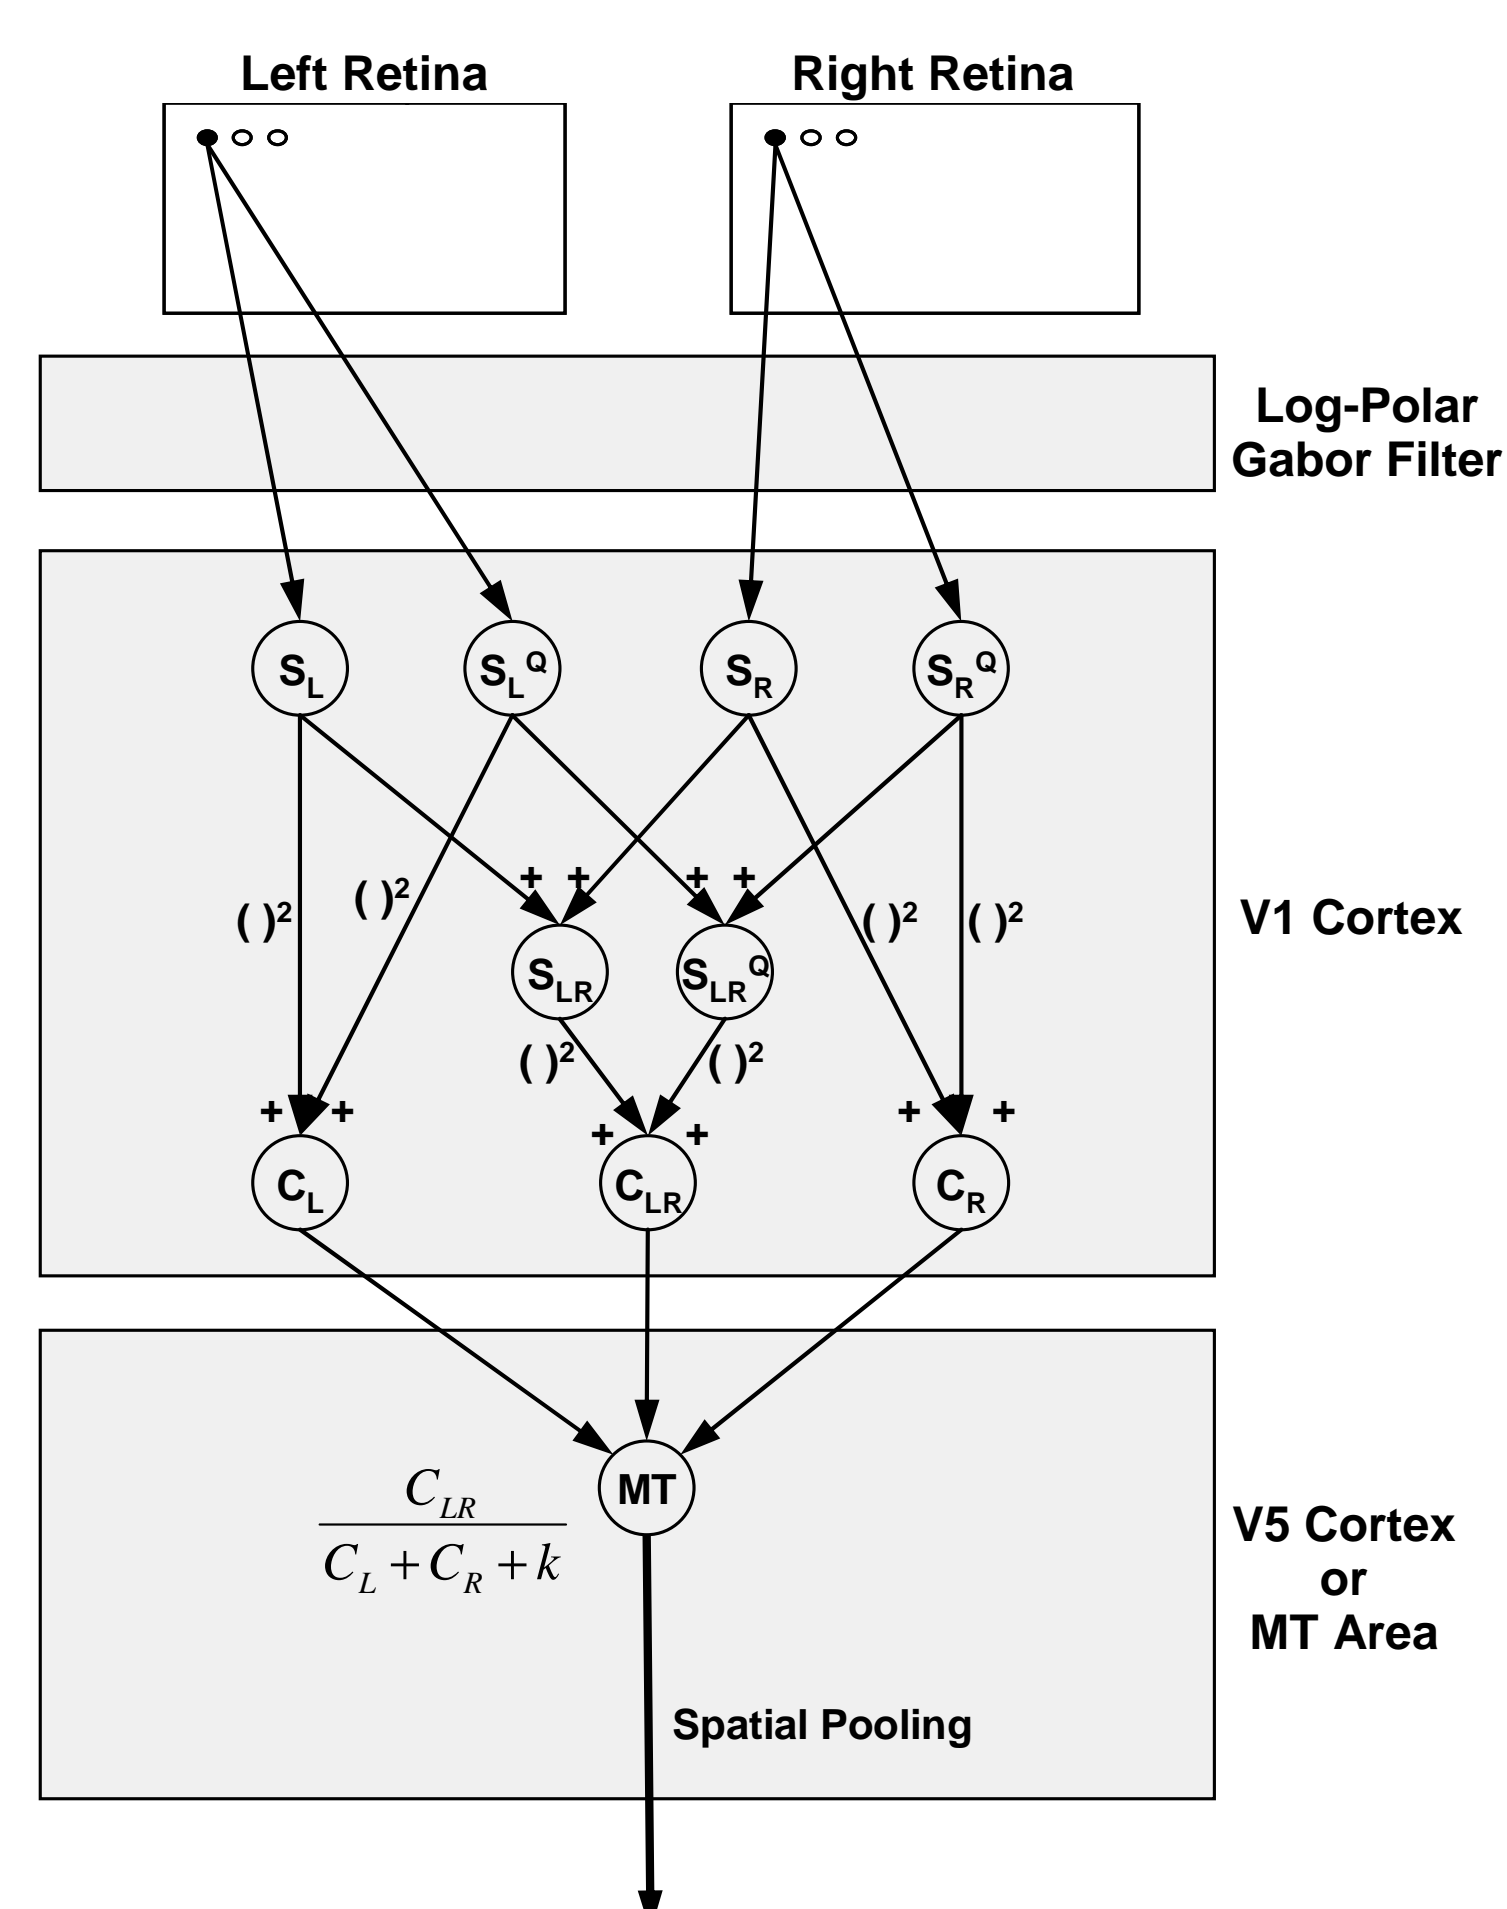 Left Retina Right Retina
Log-Polar
Gabor Filter
S_L S_L^Q S_R S_R^Q
+ + + +
( )² ( )² ( )² ( )²
V1 Cortex
S_LR S_LR^Q
( )² ( )²
+ + + +
+ +
C_L C_LR C_R
MT
C_LR
C_L + C_R + k
V5 Cortex
or
MT Area
Spatial Pooling